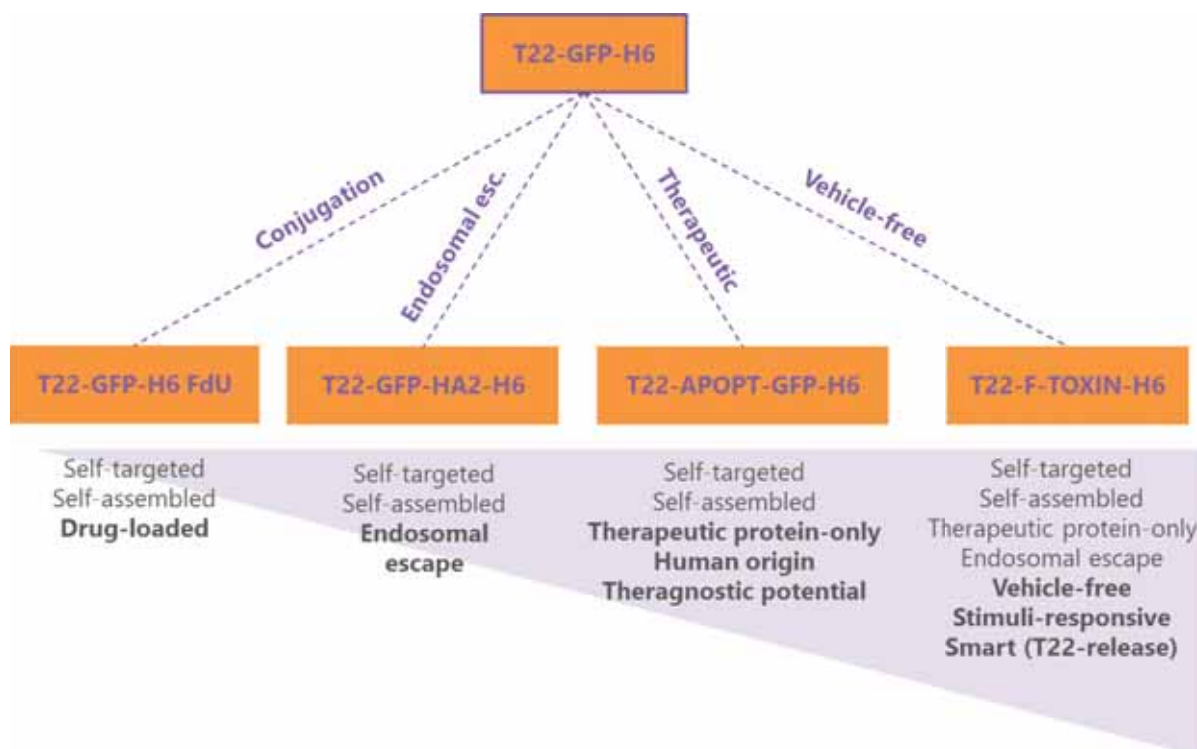 T22-GFP-H6
Conjugation
Endosomal esc.
Therapeutic
Vehicle-free
T22-GFP-H6 FdU
Self-targeted
Self-assembled
Drug-loaded
T22-GFP-HA2-H6
Self-targeted
Self-assembled
Endosomal
escape
T22-APOPT-GFP-H6
Self-targeted
Self-assembled
Therapeutic protein-only
Human origin
Theragnostic potential
T22-F-TOXIN-H6
Self-targeted
Self-assembled
Therapeutic protein-only
Endosomal escape
Vehicle-free
Stimuli-responsive
Smart (T22-release)